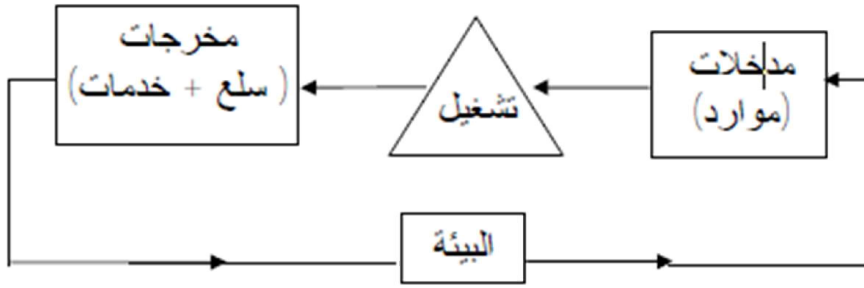 مدخلات
(موارد)
تشغيل
مخرجات
(سلع + خدمات)
البيئة